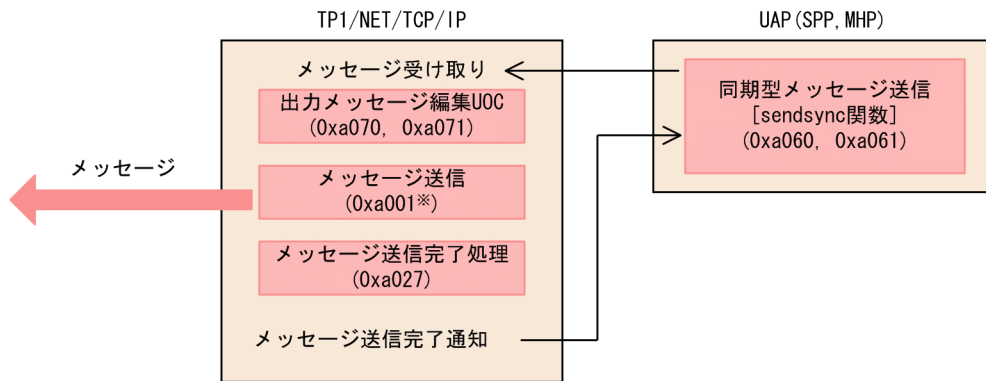 TP1/NET/TCP/IP
メッセージ受け取り
出力メッセージ編集UOC
(0xa070, 0xa071)
メッセージ
メッセージ送信
(0xa001※)
メッセージ送信完了処理
(0xa027)
メッセージ送信完了通知
UAP(SPP,MHP)
同期型メッセージ送信
[sendsync関数]
(0xa060, 0xa061)